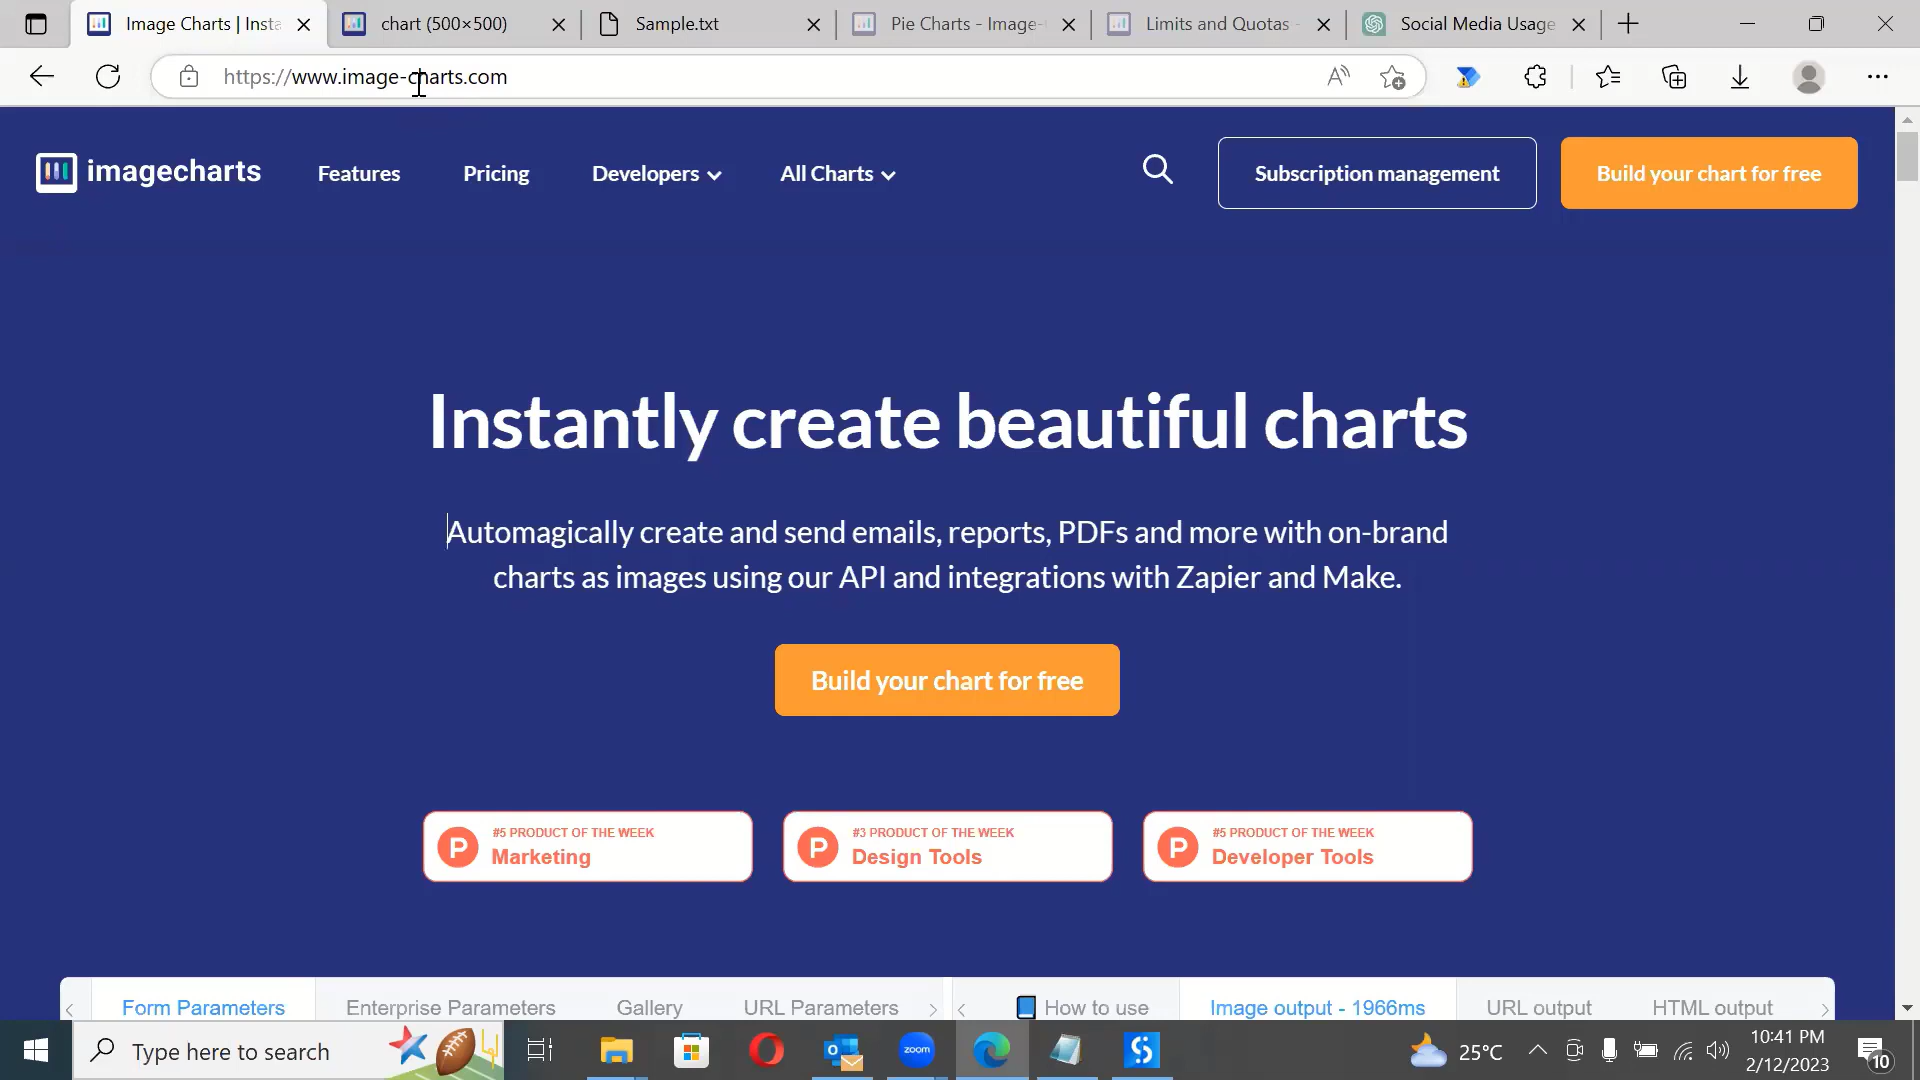 Image Charts | Insta
chart (500×500)
Sample.txt
Pie Charts - Image-
Limits and Quotas -
Social Media Usage
https://www.image-charts.com
imagecharts
Features
Pricing
Developers
All Charts
Subscription management
Build your chart for free
Instantly create beautiful charts
Automagically create and send emails, reports, PDFs and more with on-brand
charts as images using our API and integrations with Zapier and Make.
Build your chart for free
P
#5 PRODUCT OF THE WEEK
Marketing
P
#3 PRODUCT OF THE WEEK
Design Tools
P
#5 PRODUCT OF THE WEEK
Developer Tools
Form Parameters
Enterprise Parameters
Gallery
URL Parameters
How to use
Image output - 1966ms
URL output
HTML output
Type here to search
zoom
25°C
10:41 PM
2/12/2023
10